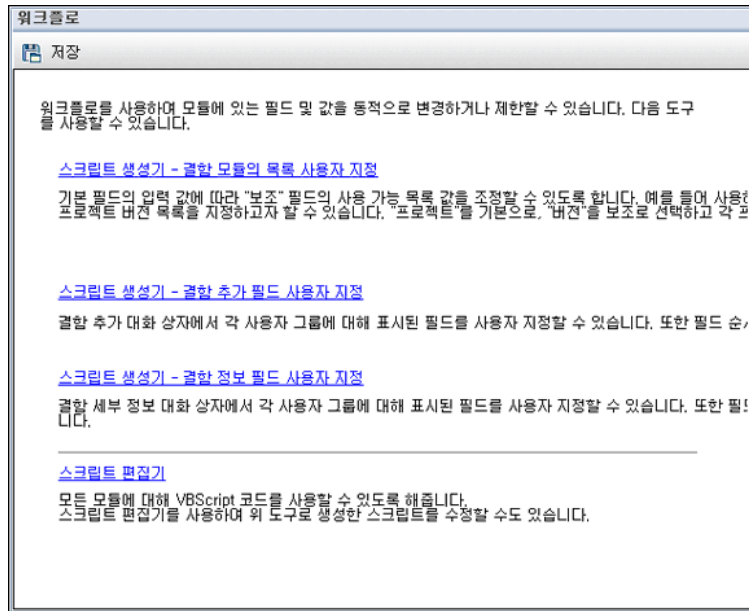 워크플로
저장
워크플로를 사용하여 모듈에 있는 필드 및 값을 동적으로 변경하거나 제한할 수 있습니다. 다음 도구
를 사용할 수 있습니다.
스크립트 생성기 - 결함 모듈의 목록 사용자 지정
기본 필드의 입력 값에 따라 "보조" 필드의 사용 가능 목록 값을 조정할 수 있도록 합니다. 예를 들어
프로젝트 버전 목록을 지정하고자 할 수 있습니다. "프로젝트"를 기본으로, "버전"을 보조로 선택하고 각
스크립트 생성기 - 결함 추가 필드 사용자 지정
결함 추가 대화 상자에서 각 사용자 그룹에 대해 표시된 필드를 사용자 지정할 수 있습니다. 또한 필드
스크립트 생성기 - 결함 정보 필드 사용자 지정
결함 세부 정보 대화 상자에서 각 사용자 그룹에 대해 표시된 필드를 사용자 지정할 수 있습니다. 또한
니다.
스크립트 편집기
모든 모듈에 대해 VBScript 코드를 사용할 수 있도록 해줍니다.
스크립트 편집기를 사용하여 위 도구로 생성한 스크립트를 수정할 수도 있습니다.